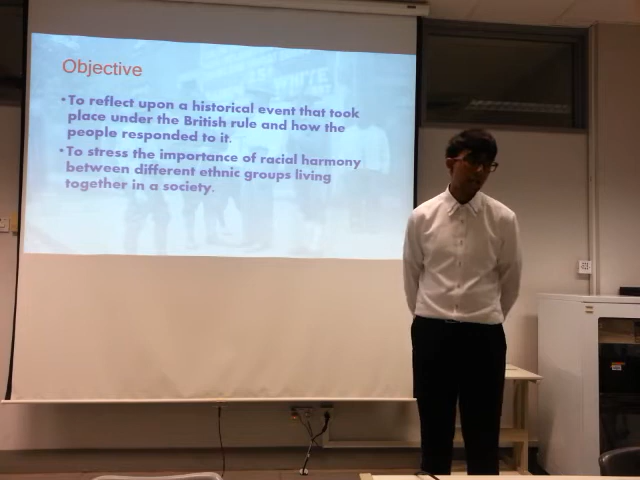 Objective
•To reflect upon a historical event that took
place under the British rule and how the
people responded to it.
•To stress the importance of racial harmony
between different ethnic groups living
together in a society.
WHITE